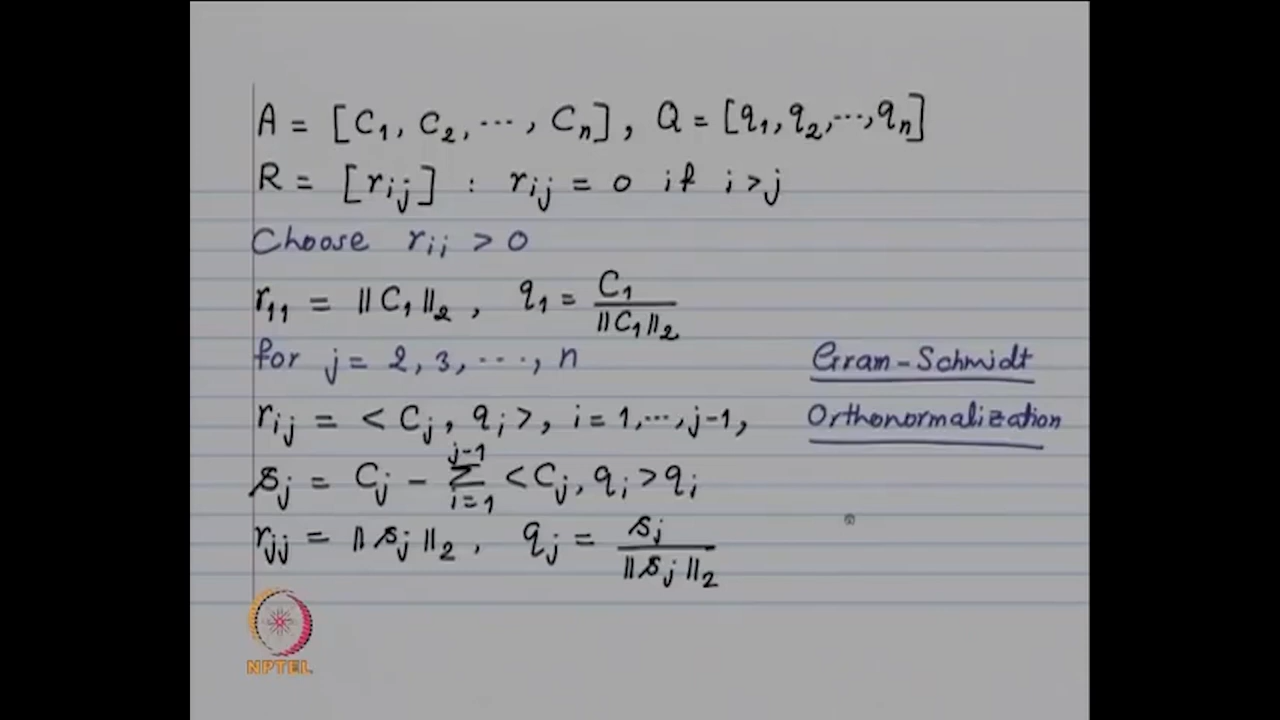 A = [C₁, C₂, ⋯, Cₙ], Q = [q₁, q₂, ⋯, qₙ]
R = [rᵢⱼ] : rᵢⱼ = 0 if i > j
Choose rᵢᵢ > 0
r₁₁ = ||C₁||₂, q₁ = C₁ / ||C₁||₂
for j = 2, 3, ⋯, n
Gram-Schmidt
rᵢⱼ = <Cⱼ, qᵢ>, i = 1, ⋯, j-1,
Orthonormalization
sⱼ = Cⱼ - Σᵢ₌₁ʲ⁻¹ <Cⱼ, qᵢ> qᵢ
rⱼⱼ = ||sⱼ||₂, qⱼ = sⱼ / ||sⱼ||₂
NPTEL